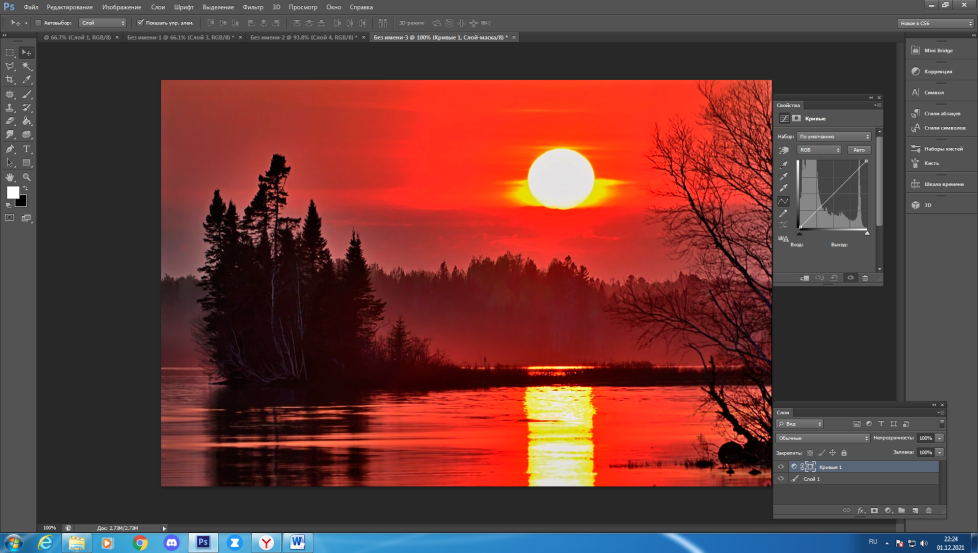 Ps Файл Редактирование Изображение Слои Шрифт Выделение Фильтр 3D Просмотр Окно Справка
Автовыбор: Слой Показать упр. элем. 3D-режим: Новое в CS6
@ 66.7% (Слой 1, RGB/8) × Без имени-1 @ 66.1% (Слой 3, RGB/8) * × Без имени-2 @ 93.8% (Слой 4, RGB/8) * × Без имени-3 @ 100% (Кривые 1, Слой-маска/8) * ×
Mini Bridge
Коррекция
Символ
Стили абзацев
Стили символов
Наборы кистей
Кисть
Шкала времени
3D
Свойства
Кривые
Набор: По умолчанию
RGB Авто
Вход: Выход:
Слои
Вид
Обычные Непрозрачность: 100%
Закрепить: Заливка: 100%
Кривые 1
Слой 1
fx
100% Док: 2.73M/2.73M
Ps Z Y W
RU 22:24
01.12.2021